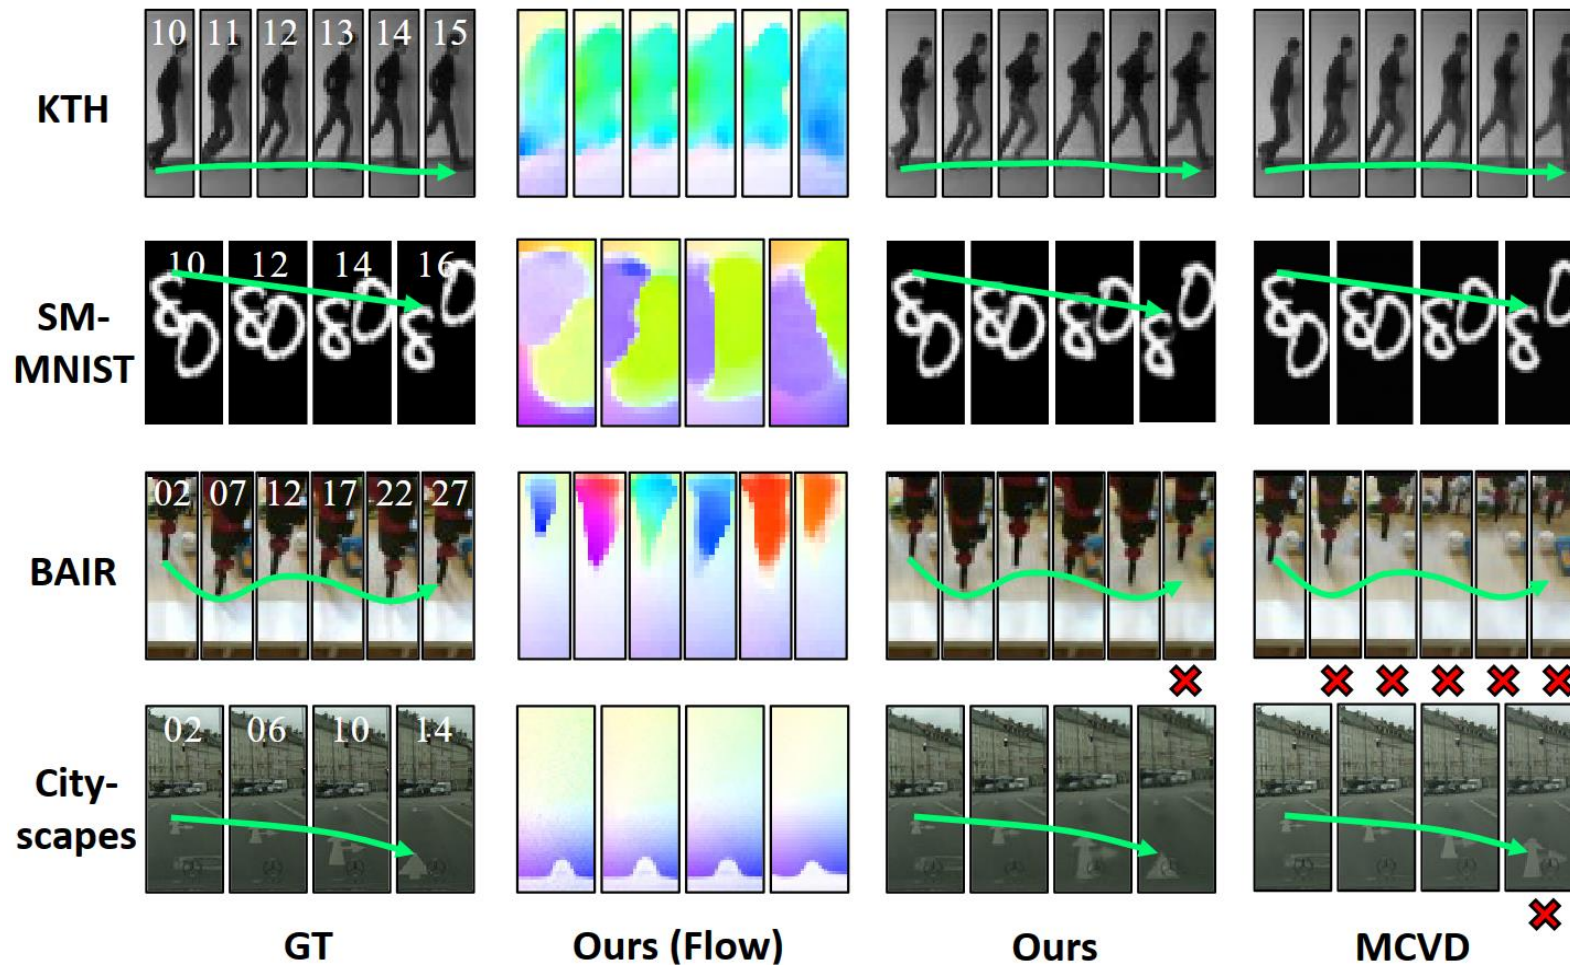 KTH
10 11 12 13 14 15
SM-
MNIST
10 12 14 16
BAIR
02 07 12 17 22 27
City-
scapes
02 06 10 14
GT
Ours (Flow)
Ours
MCVD